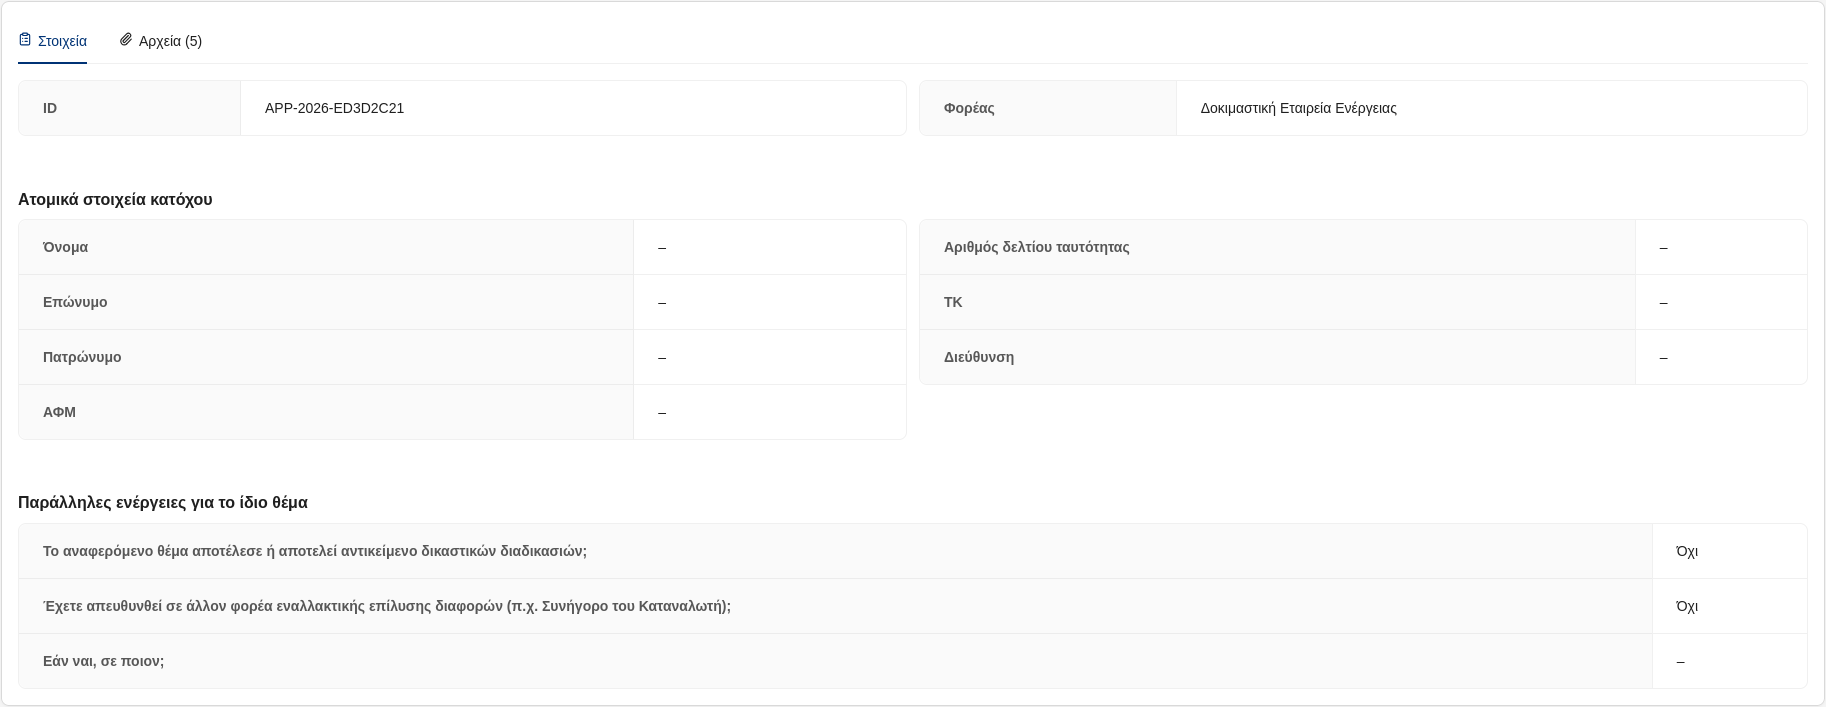 Στοιχεία
Αρχεία (5)
ID
APP-2026-ED3D2C21
Φορέας
Δοκιμαστική Εταιρεία Ενέργειας
Ατομικά στοιχεία κατόχου
Όνομα
–
Επώνυμο
–
Πατρώνυμο
–
ΑΦΜ
–
Αριθμός δελτίου ταυτότητας
–
ΤΚ
–
Διεύθυνση
–
Παράλληλες ενέργειες για το ίδιο θέμα
Το αναφερόμενο θέμα αποτέλεσε ή αποτελεί αντικείμενο δικαστικών διαδικασιών;
Όχι
Έχετε απευθυνθεί σε άλλον φορέα εναλλακτικής επίλυσης διαφορών (π.χ. Συνήγορο του Καταναλωτή);
Όχι
Εάν ναι, σε ποιον;
–